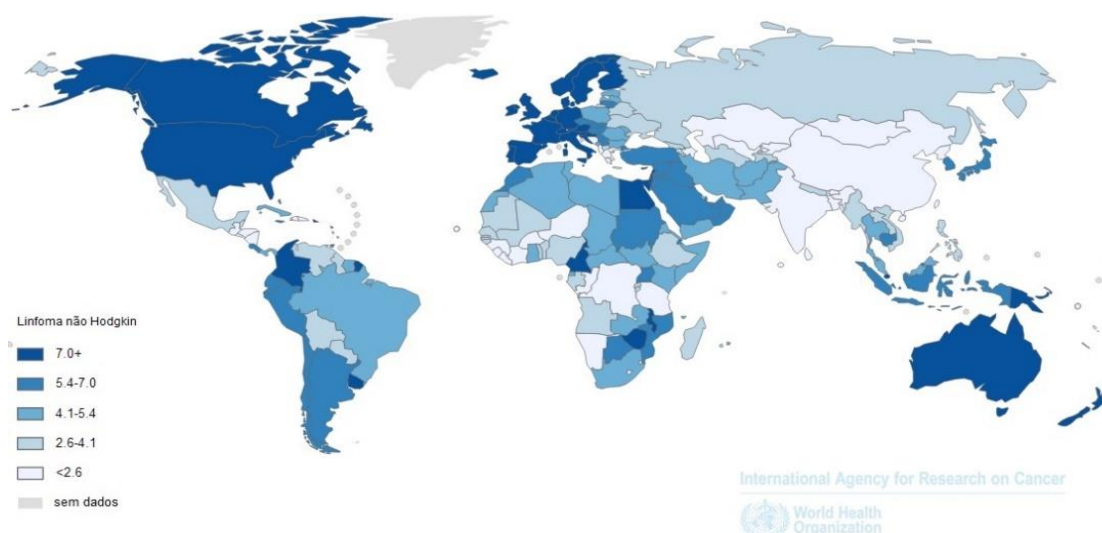 Linfoma não Hodgkin
7.0+
5.4-7.0
4.1-5.4
2.6-4.1
<2.6
sem dados
International Agency for Research on Cancer
World Health
Organization